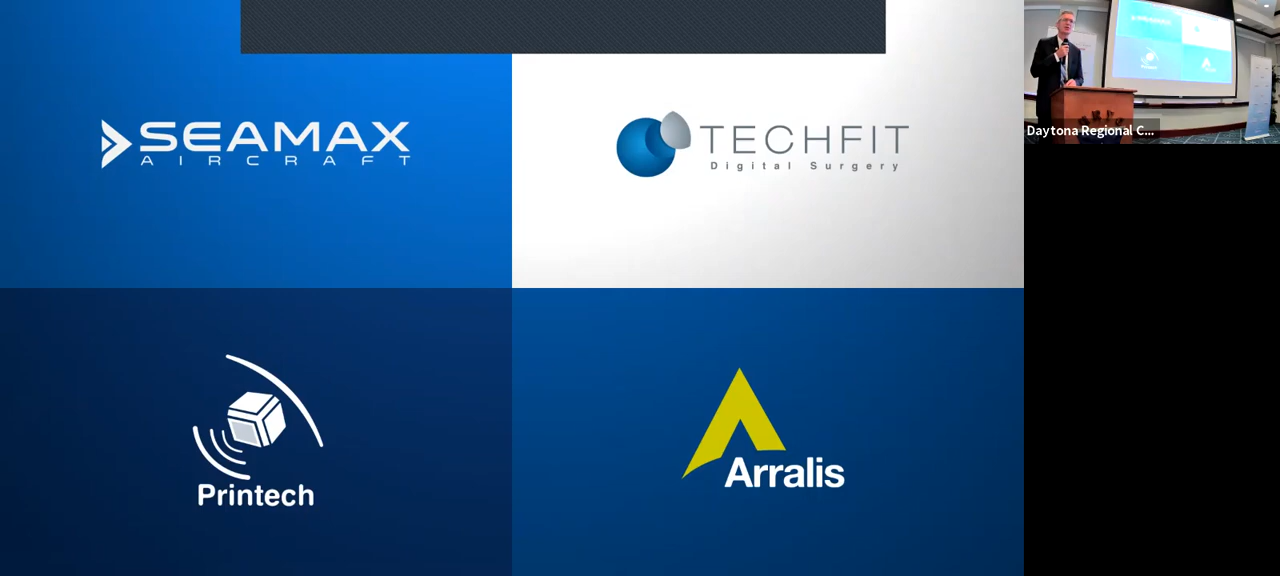 SEAMAX
AIRCRAFT
TECHFIT
Digital Surgery
Printech
Arralis
Daytona Regional C...